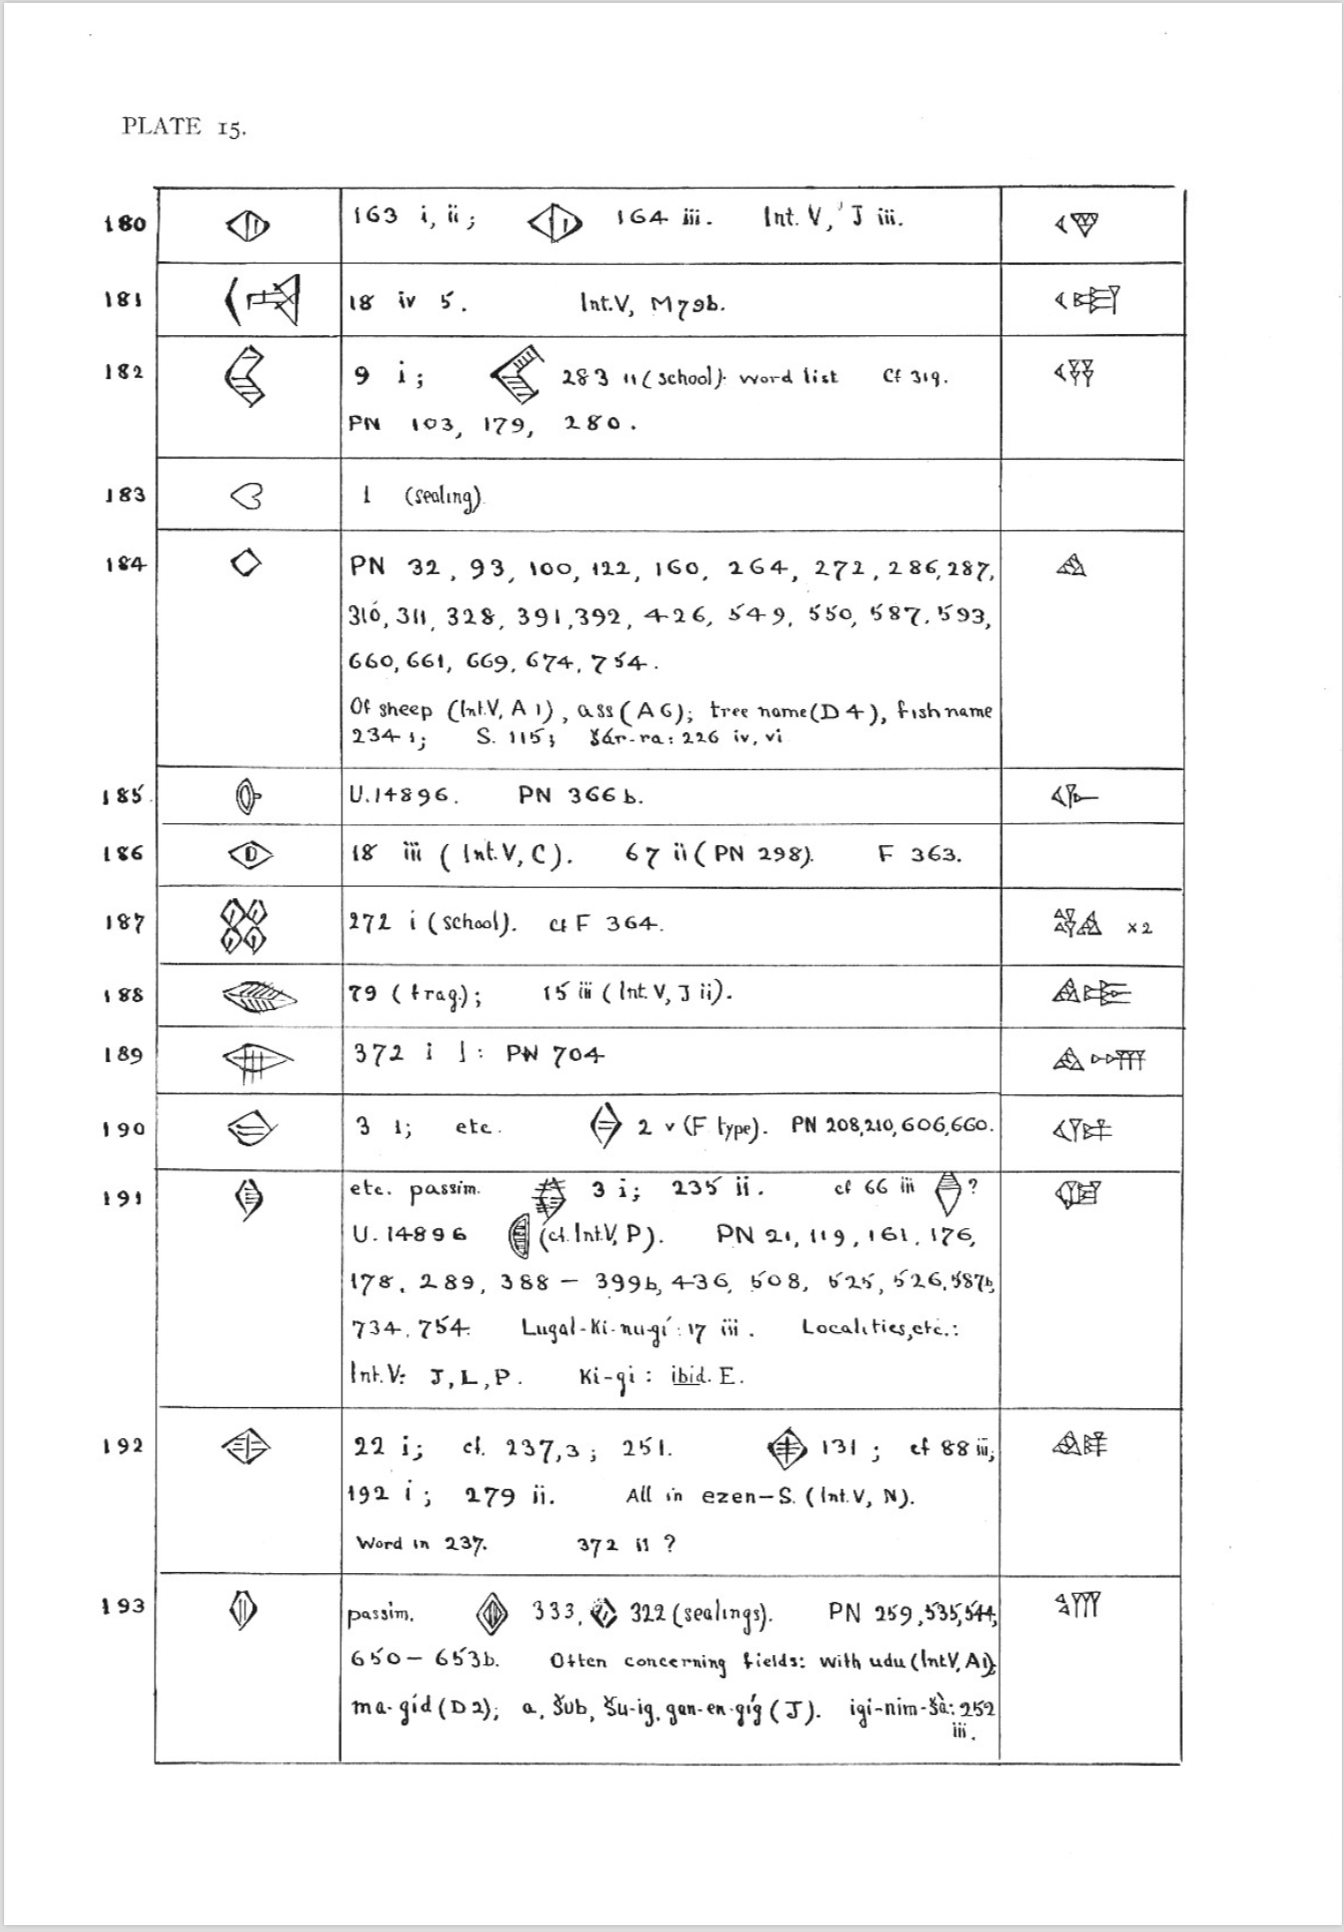 PLATE 15.
180 163 i, ii; 164 iii. Int. V, J iii.
181 18 iv 5. Int.V, M79b.
182 9 i; 283 ii (school). word list Cf 319.
PN 103, 179, 280.
183 1 (sealing)
184 PN 32, 93, 100, 122, 160, 264, 272, 286, 287,
310, 311, 328, 391, 392, 426, 549, 550, 587, 593,
660, 661, 669, 674, 754.
Of sheep (Int.V, A 1), ass (A 6); tree name (D 4), fish name
234 i; S. 115; šár-ra: 226 iv, vi
185 U.14896. PN 366 b.
186 18 iii (Int.V, C). 67 ii (PN 298). F 363.
187 272 i (school). cf F 364. x 2
188 79 (frag.); 15 iii (Int. V, J ii).
189 372 i 1: PN 704
190 3 i; etc. 2 v (F type). PN 208, 210, 606, 660.
191 etc. passim. 3 i; 235 ii. cf 66 iii ?
U. 14896 (cf. Int.V, P). PN 21, 119, 161, 176,
178, 289, 388 – 399b, 436, 508, 525, 526, 587b,
734, 754. Lugal-Ki-nu-gí: 17 iii. Localities, etc.:
Int. V: J, L, P. Ki-gi: ibid. E.
192 22 i; cf. 237, 3; 251. 131; cf 88 iii;
192 i; 279 ii. All in ezen-S. (Int. V, N).
Word in 237. 372 ii ?
193 passim. 333, 322 (sealings). PN 259, 535, 544,
650 – 653b. Often concerning fields: with udu (Int.V, A1);
ma-gíd (D 2); a, šub, šu-ig, gan-en-gíg (J). igi-nim-šà: 252
iii.